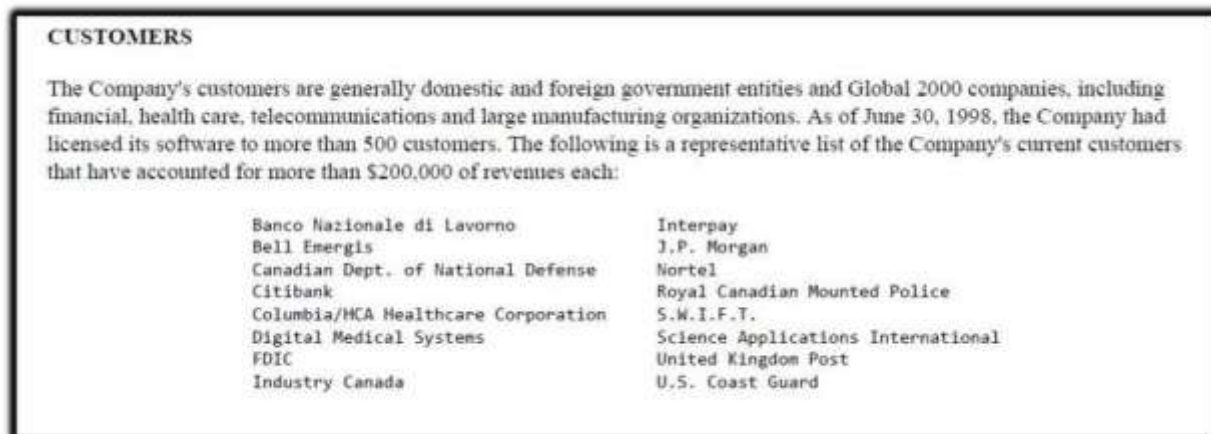 CUSTOMERS
The Company's customers are generally domestic and foreign government entities and Global 2000 companies, including
financial, health care, telecommunications and large manufacturing organizations. As of June 30, 1998, the Company had
licensed its software to more than 500 customers. The following is a representative list of the Company's current customers
that have accounted for more than $200,000 of revenues each:
Banco Nazionale di Lavorno
Bell Emergis
Canadian Dept. of National Defense
Citibank
Columbia/HCA Healthcare Corporation
Digital Medical Systems
FDIC
Industry Canada
Interpay
J.P. Morgan
Nortel
Royal Canadian Mounted Police
S.W.I.F.T.
Science Applications International
United Kingdom Post
U.S. Coast Guard